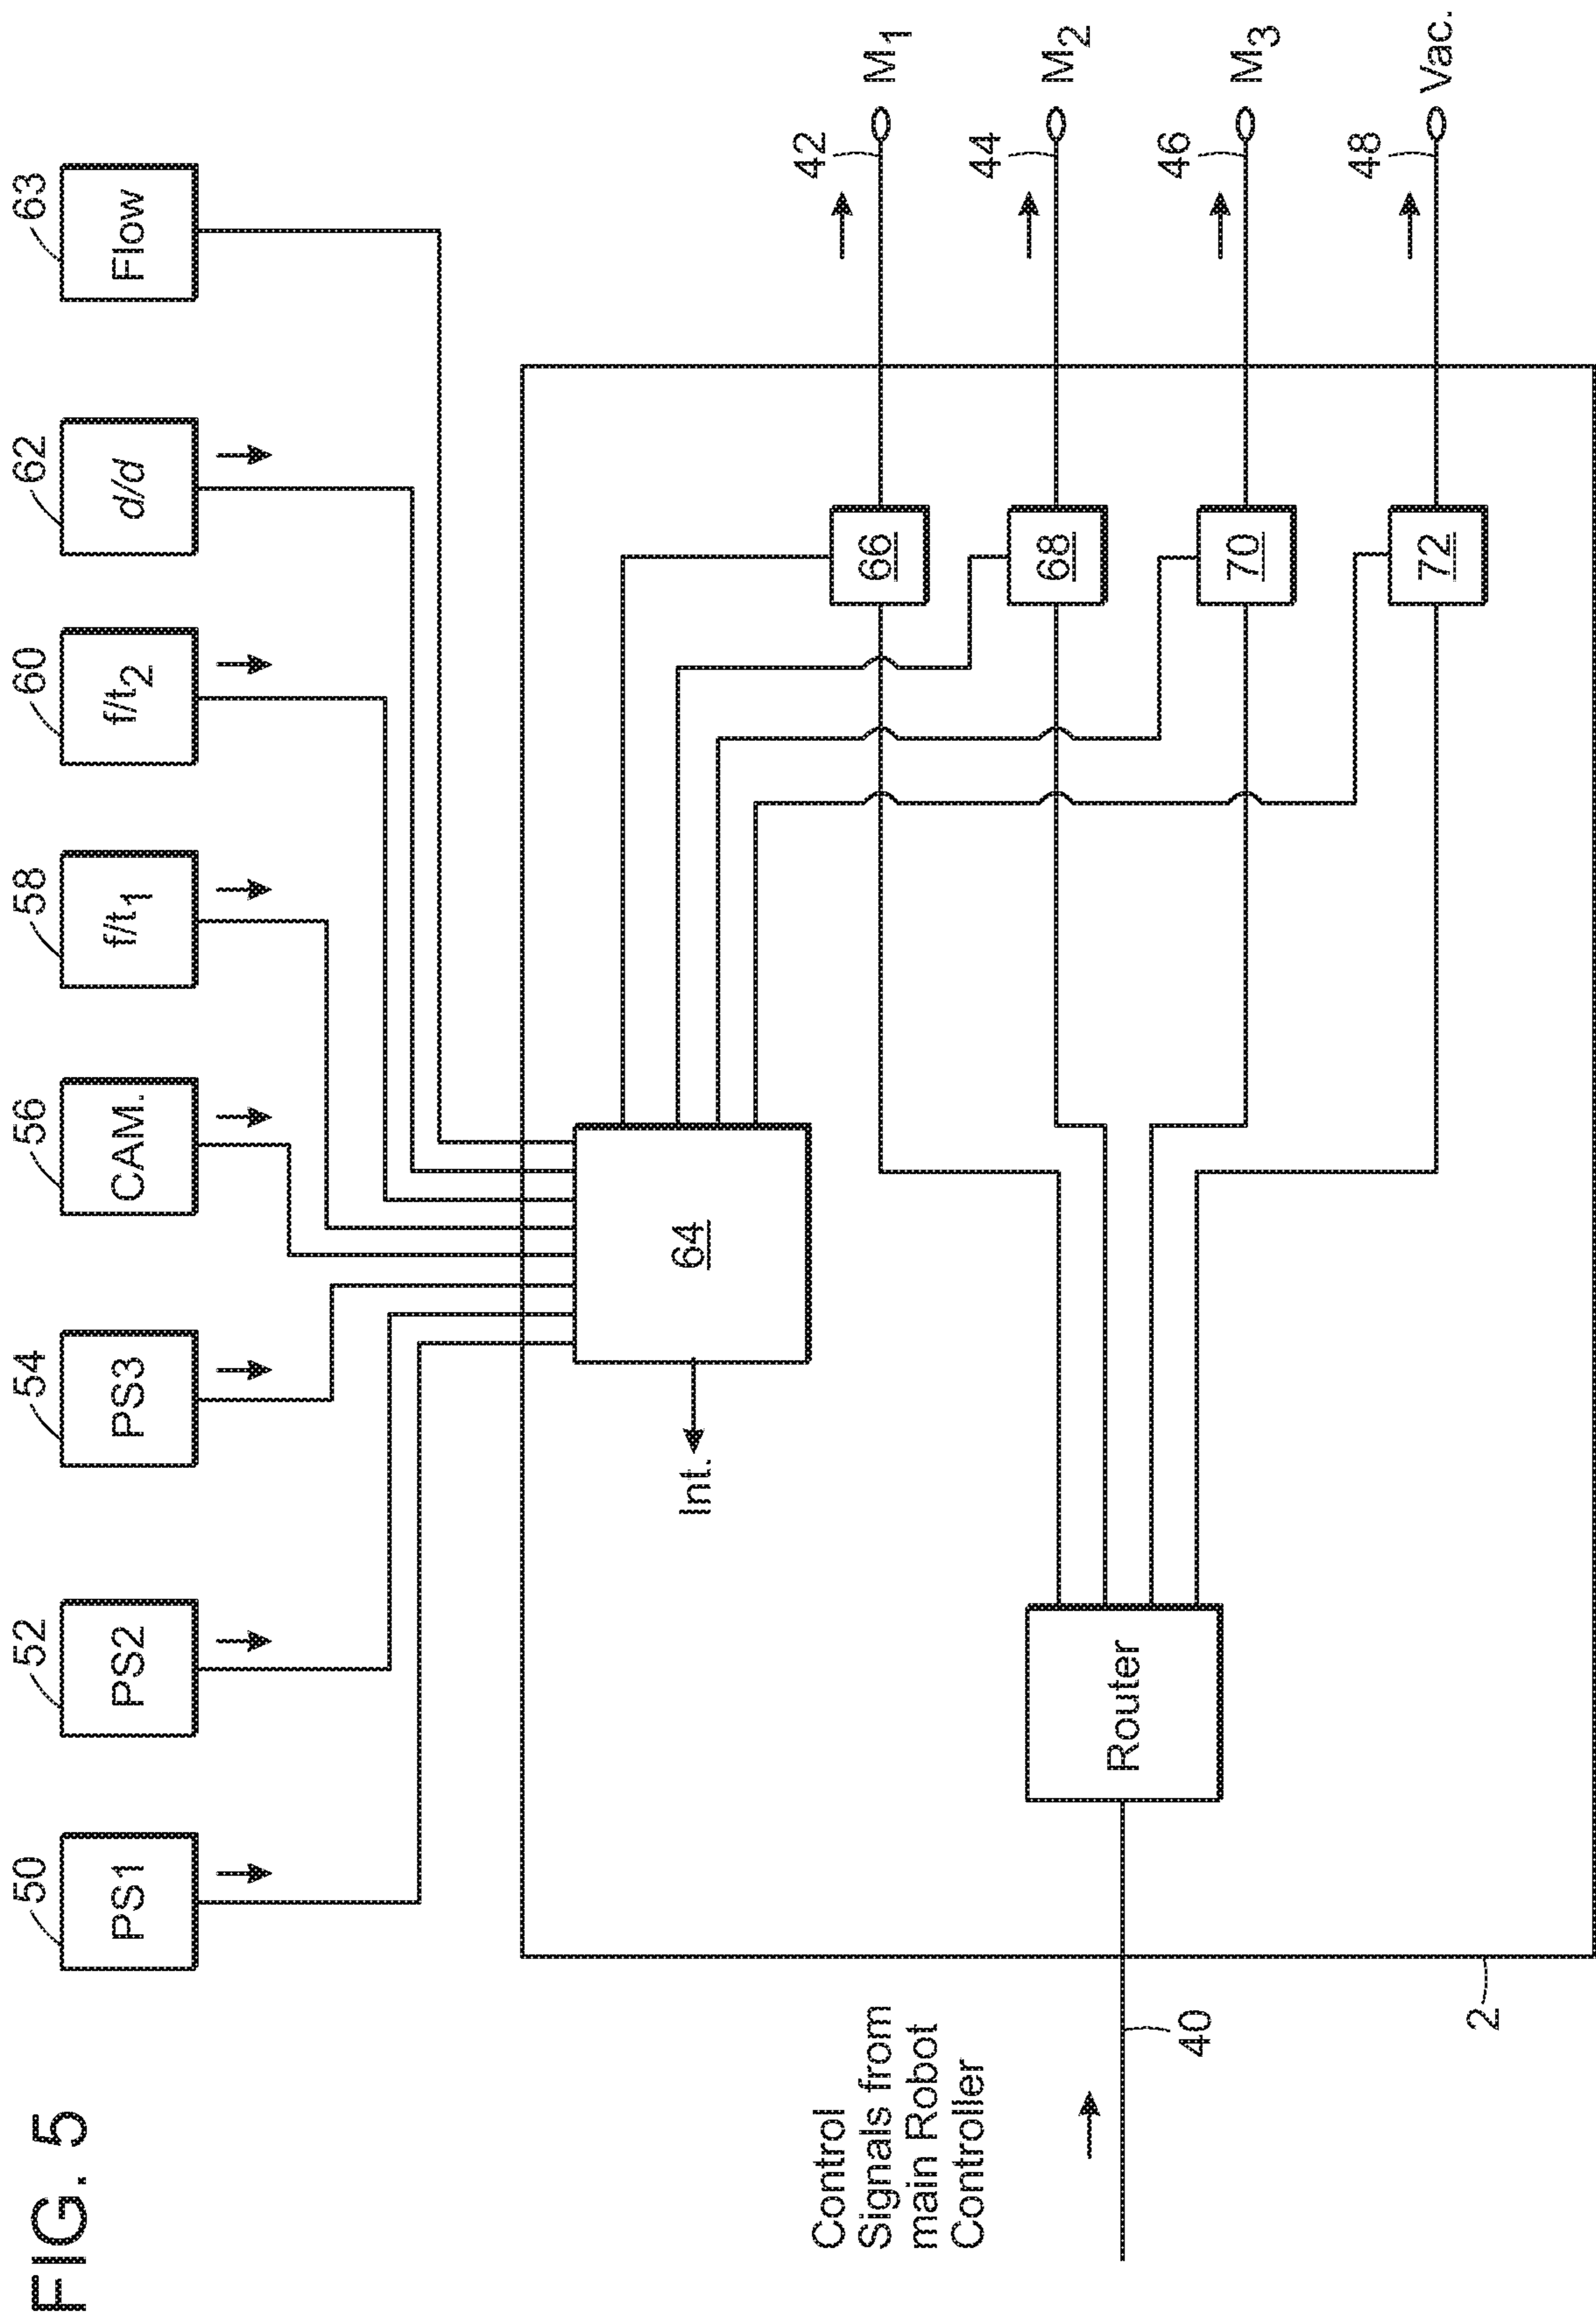 FIG. 5
50
52
54
56
58
60
62
63
PS1
PS2
PS3
CAM.
f/t1
f/t2
d/d
Flow
Int.
64
66
68
70
72
42
44
46
48
M1
M2
M3
Vac.
Control
Signals from
main Robot
Controller
40
Router
2